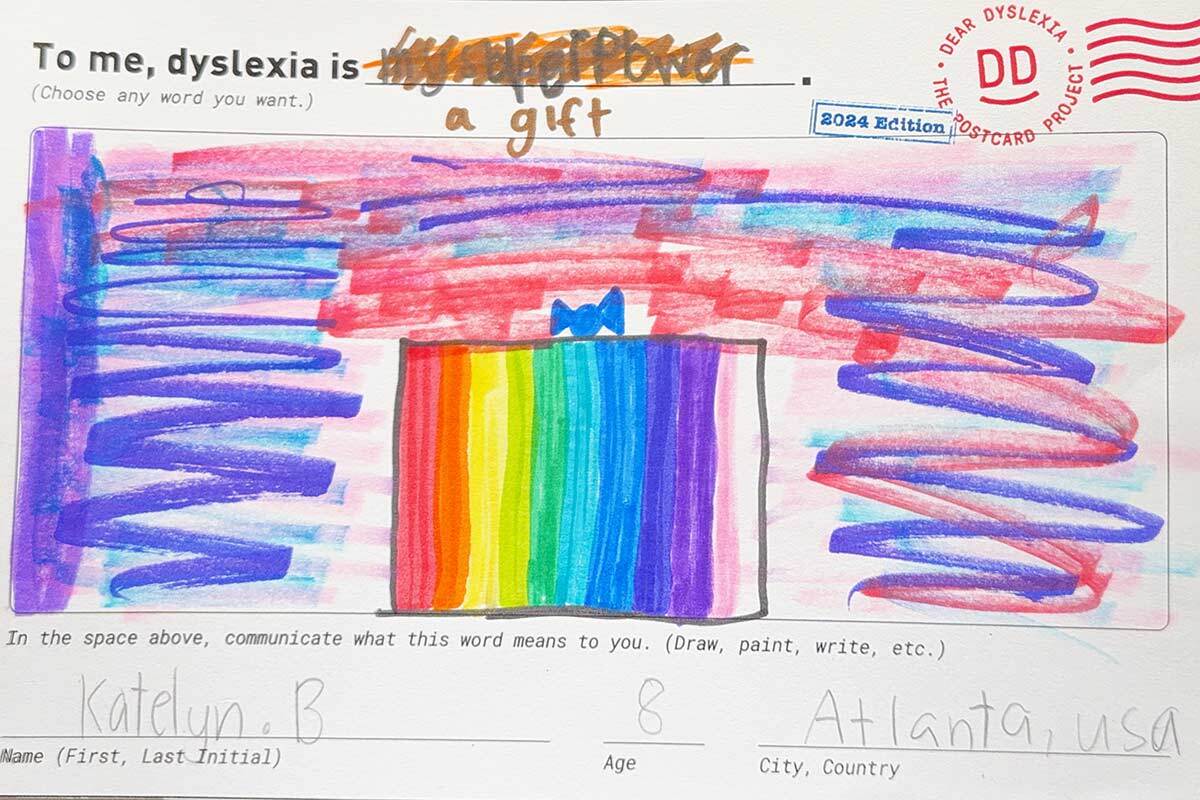 To me, dyslexia is my superPower.
(Choose any word you want.)
a gift
DEAR DYSLEXIA • THE POSTCARD PROJECT •
DD
2024 Edition
In the space above, communicate what this word means to you. (Draw, paint, write, etc.)
Katelyn. B
8
Atlanta, usa
Name (First, Last Initial)
Age
City, Country